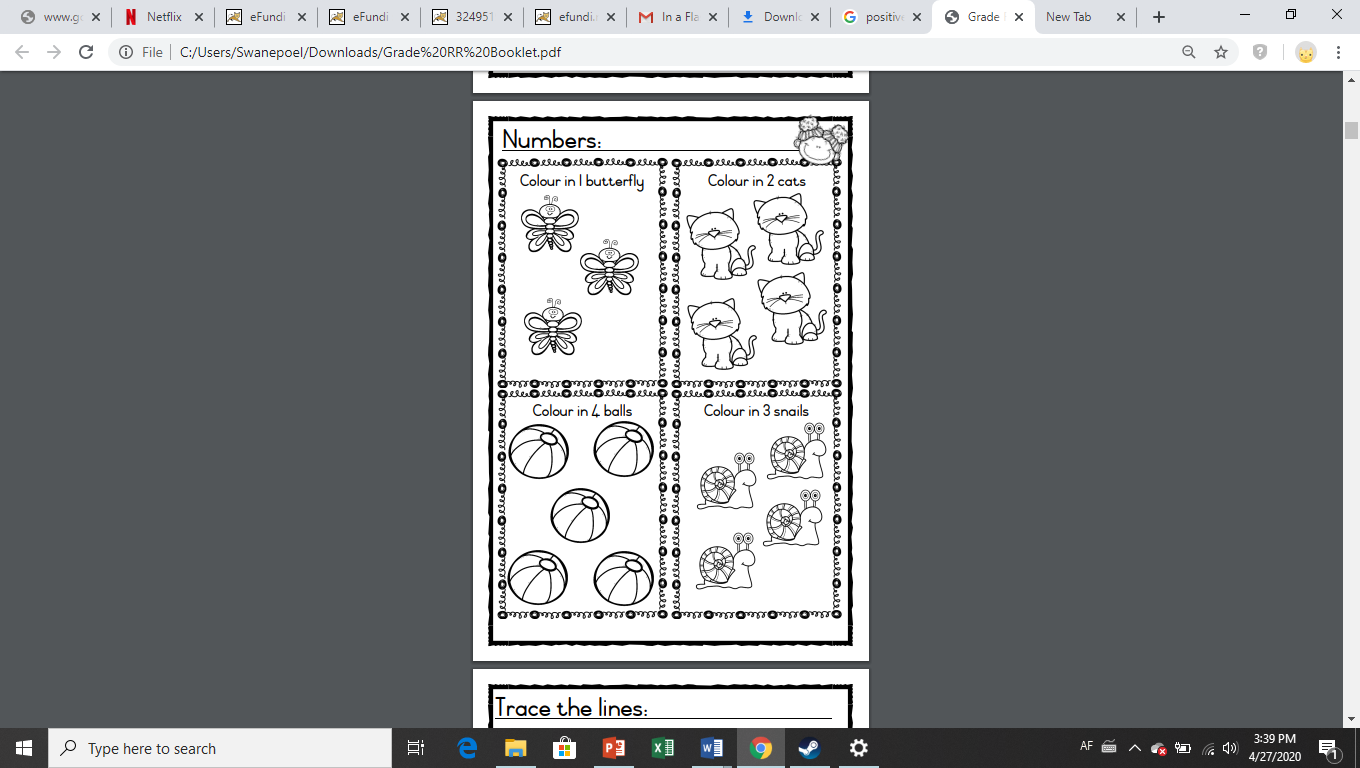 www.gc
Netflix
eFundi
eFundi
324951
efundi.
In a Fla
Downlo
positive
Grade
New Tab
File
C:/Users/Swanepoel/Downloads/Grade%20RR%20Booklet.pdf
Numbers:
Colour in 1 butterfly
Colour in 2 cats
Colour in 4 balls
Colour in 3 snails
Trace the lines:
Type here to search
AF
3:39 PM
4/27/2020
1